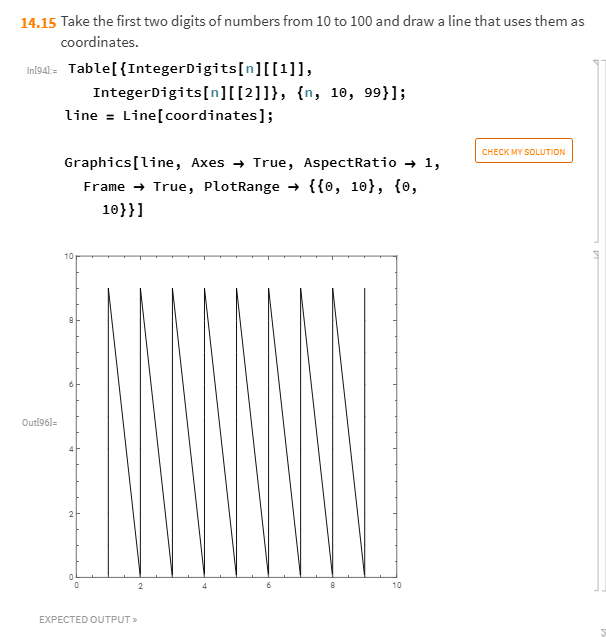 14.15 Take the first two digits of numbers from 10 to 100 and draw a line that uses them as
coordinates.
In[94]:= Table[{IntegerDigits[n][[1]],
IntegerDigits[n][[2]]}, {n, 10, 99}];
line = Line[coordinates];
CHECK MY SOLUTION
Graphics[line, Axes → True, AspectRatio → 1,
Frame → True, PlotRange → {{0, 10}, {0,
10}}]
10
8
6
Out[96]=
4
2
0
0 2 4 6 8 10
EXPECTED OUTPUT »